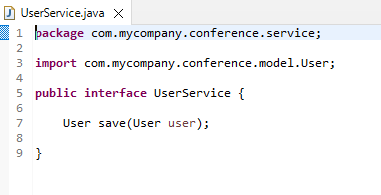 UserService.java
1 package com.mycompany.conference.service;
2
3 import com.mycompany.conference.model.User;
4
5 public interface UserService {
6
7 User save(User user);
8
9 }